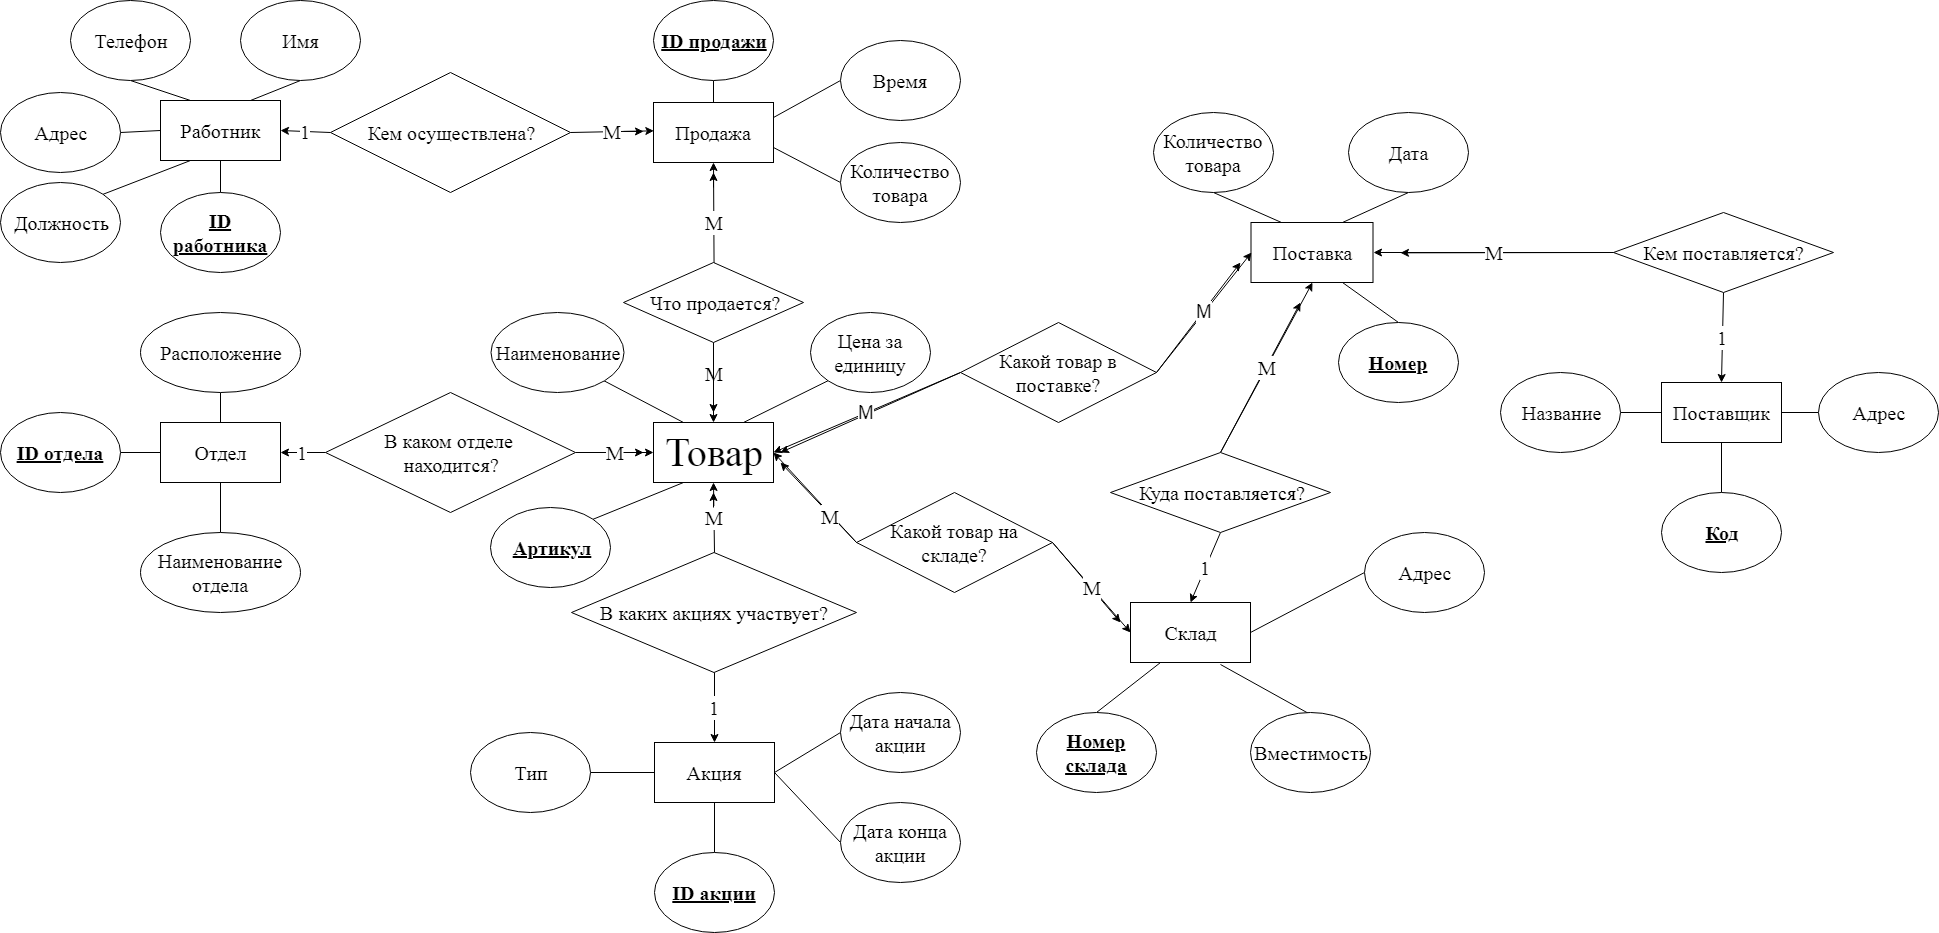 Телефон
Имя
ID продажи
Время
Адрес
Работник
1
Кем осуществлена?
М
Продажа
Количество
товара
Должность
ID
работника
М
Что продается?
М
Количество
товара
Дата
Поставка
М
Кем поставляется?
Номер
1
Название
Поставщик
Адрес
Код
Расположение
ID отдела
Отдел
Наименование
отдела
1
В каком отделе
находится?
М
Наименование
Цена за
единицу
Товар
Артикул
М
Какой товар в
поставке?
М
М
Куда поставляется?
1
М
Какой товар на
складе?
М
Склад
Адрес
Номер
склада
Вместимость
М
В каких акциях участвует?
1
Тип
Акция
Дата начала
акции
Дата конца
акции
ID акции